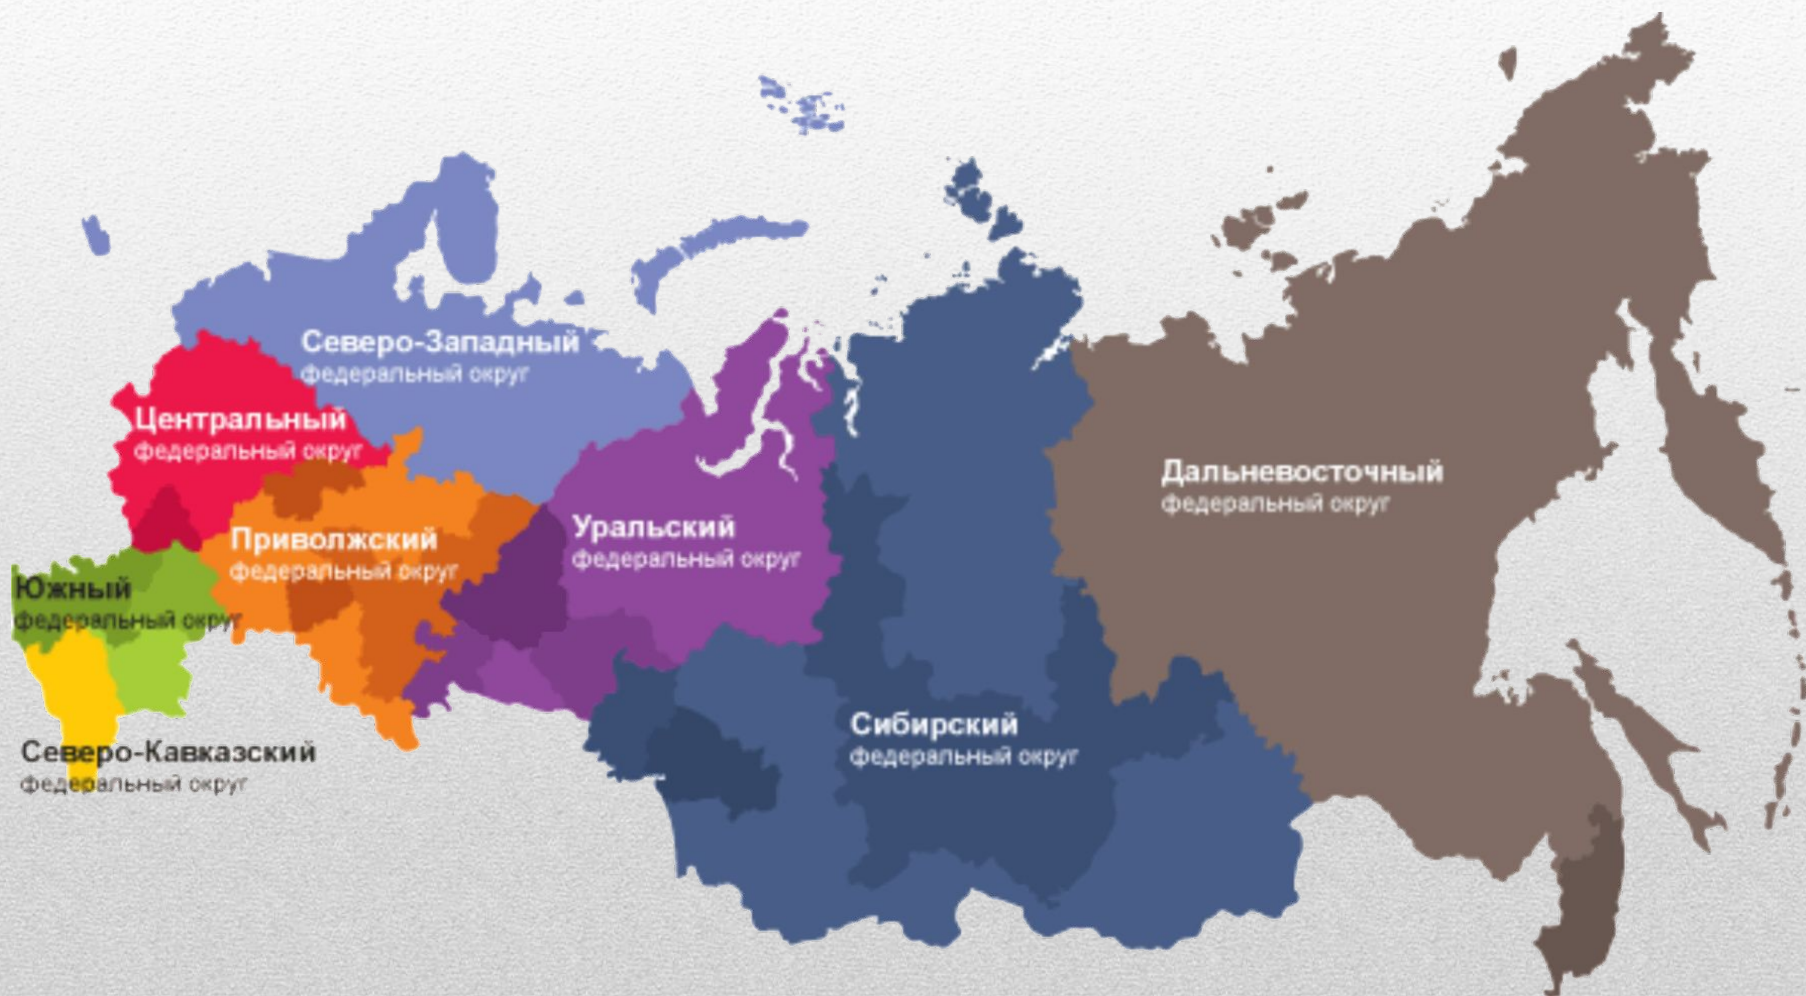 Северо-Западный
федеральный округ
Центральный
федеральный округ
Дальневосточный
федеральный округ
Приволжский
федеральный округ
Уральский
федеральный округ
Южный
федеральный округ
Сибирский
федеральный округ
Северо-Кавказский
федеральный округ